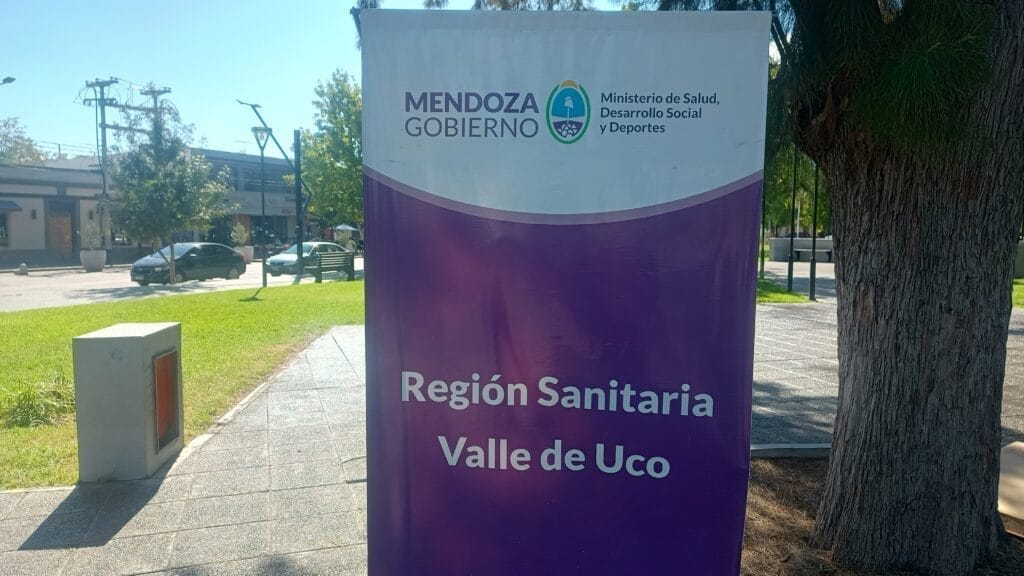 MENDOZA
GOBIERNO
Ministerio de Salud,
Desarrollo Social
y Deportes
Región Sanitaria
Valle de Uco